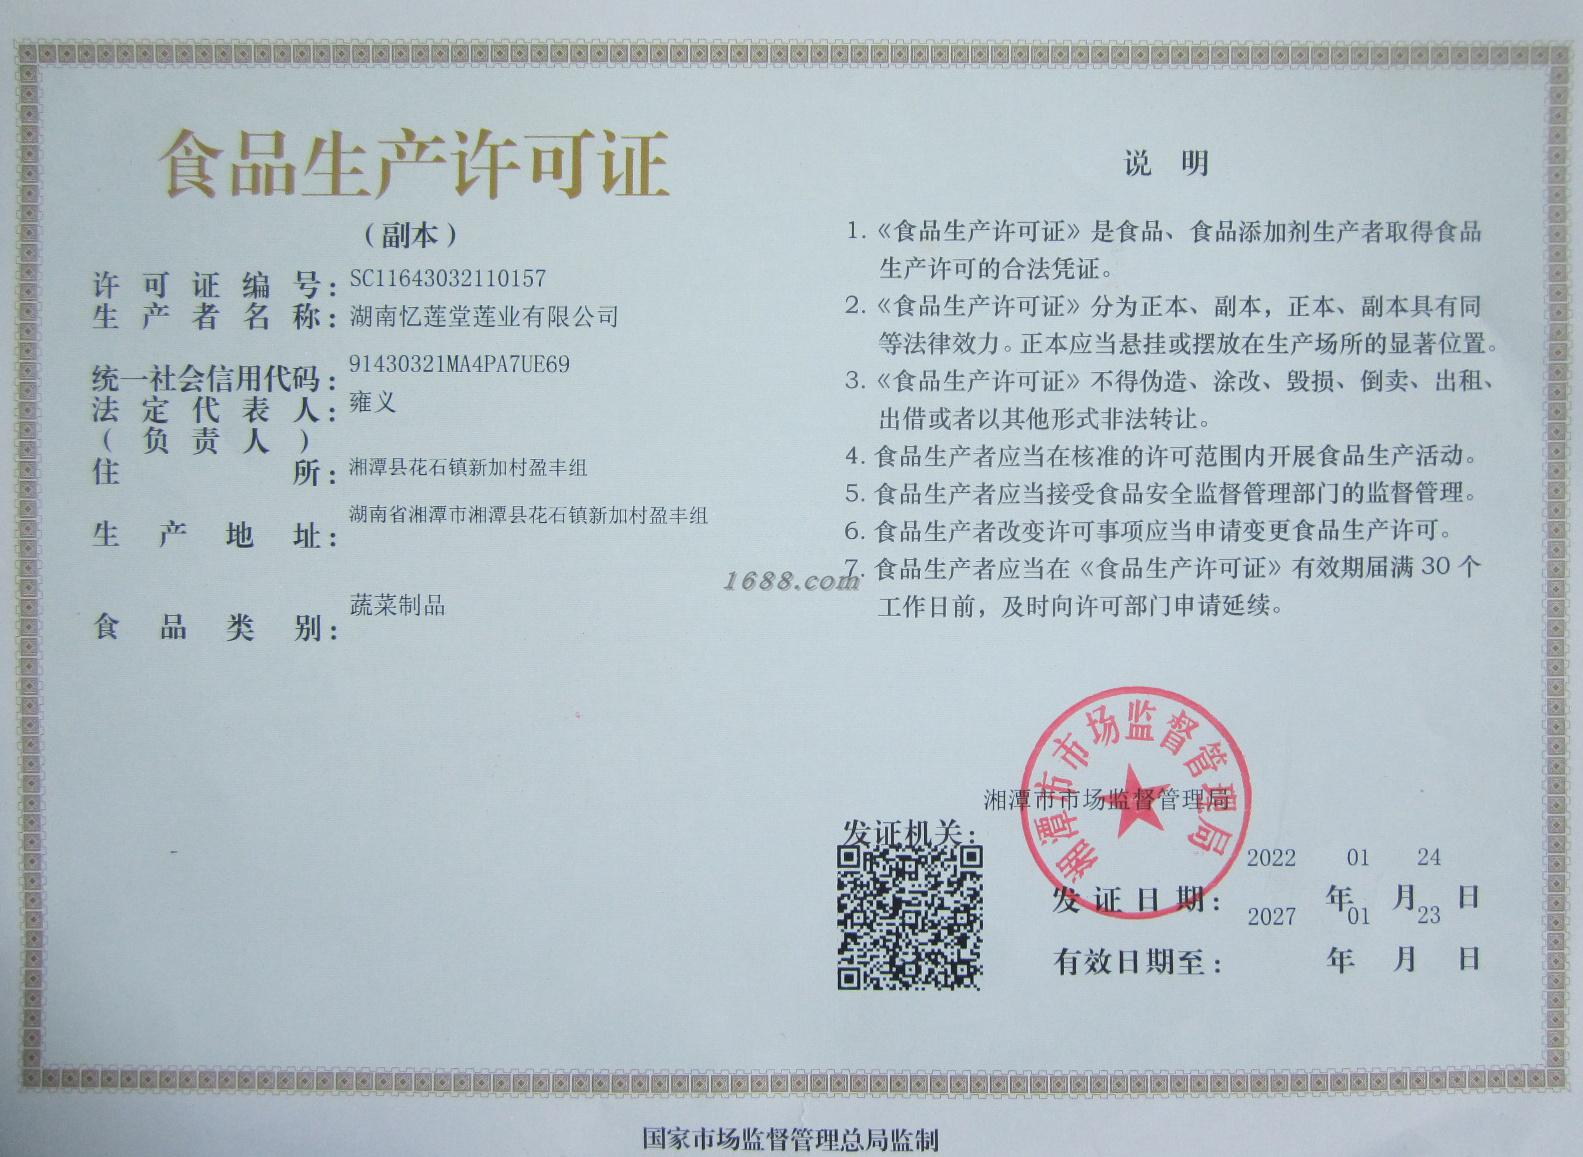 食品生产许可证
（副本）
许可证编号：SC11643032110157
生产者名称：湖南忆莲堂莲业有限公司
统一社会信用代码：91430321MA4PA7UE69
法定代表人：雍义
（负责人）
住所：湘潭县花石镇新加村盈丰组
生产地址：湖南省湘潭市湘潭县花石镇新加村盈丰组
食品类别：蔬菜制品
说明
1.《食品生产许可证》是食品、食品添加剂生产者取得食品
生产许可的合法凭证。
2.《食品生产许可证》分为正本、副本，正本、副本具有同
等法律效力。正本应当悬挂或摆放在生产场所的显著位置。
3.《食品生产许可证》不得伪造、涂改、毁损、倒卖、出租、
出借或者以其他形式非法转让。
4.食品生产者应当在核准的许可范围内开展食品生产活动。
5.食品生产者应当接受食品安全监督管理部门的监督管理。
6.食品生产者改变许可事项应当申请变更食品生产许可。
7.食品生产者应当在《食品生产许可证》有效期届满30个
工作日前，及时向许可部门申请延续。
1688.com
湘潭市市场监督管理局
发证机关：湘潭市市场监督管理局
发证日期：2022年01月24日
有效日期至：2027年01月23日
国家市场监督管理总局监制